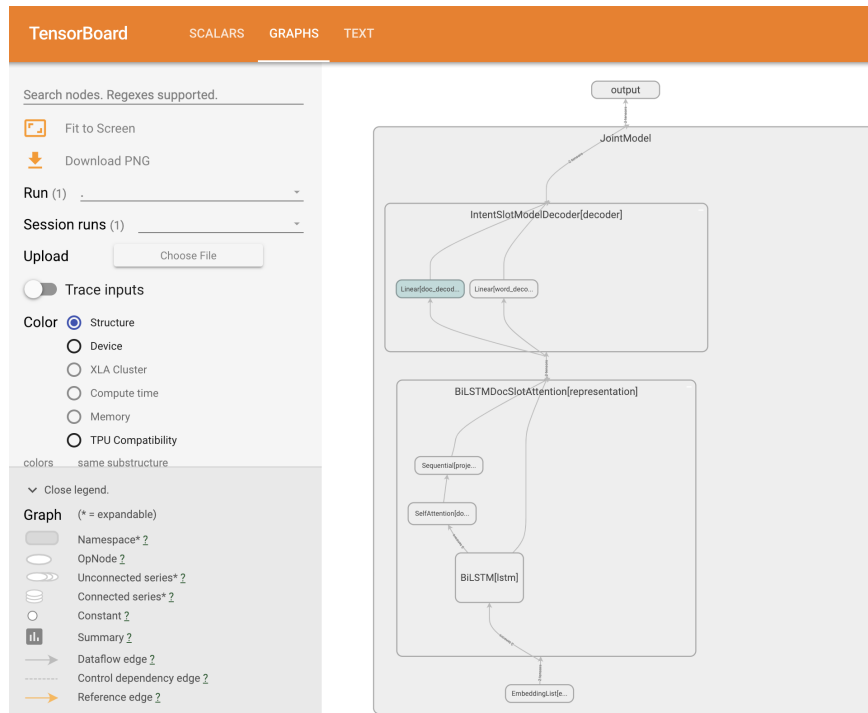 TensorBoard SCALARS GRAPHS TEXT
Search nodes. Regexes supported.
Fit to Screen
Download PNG
Run (1) .
Session runs (1)
Upload Choose File
Trace inputs
Color Structure
Device
XLA Cluster
Compute time
Memory
TPU Compatibility
colors same substructure
Close legend.
Graph (* = expandable)
Namespace* ?
OpNode ?
Unconnected series* ?
Connected series* ?
Constant ?
Summary ?
Dataflow edge ?
Control dependency edge ?
Reference edge ?
output
JointModel
IntentSlotModelDecoder[decoder]
Linear[doc_decod... Linear[word_deco...
BiLSTMDocSlotAttention[representation]
Sequential[proje...
SelfAttention[do...
BiLSTM[lstm]
EmbeddingList[e...